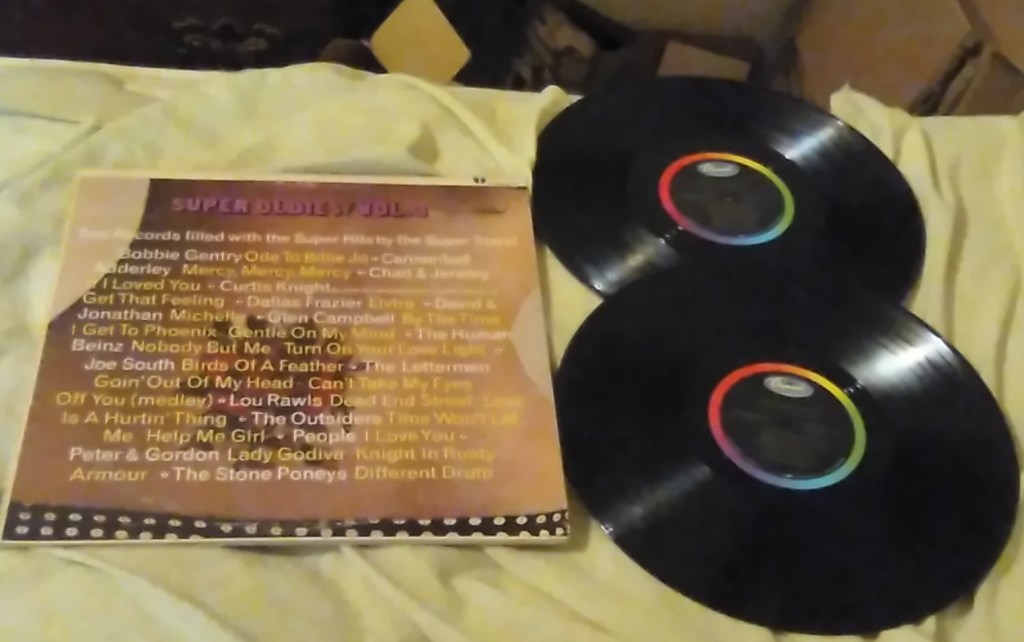 SUPER OLDIES/VOL.
Records filled with the Super Hits by the Super Stars!
Bobbie Gentry Ode To Billie Jo • Cannonball
Adderley Mercy, Mercy, Mercy • Chad & Jeremy
I Loved You • Curtis Knight
Get That Feeling • Dallas Frazier Elvira • David &
Jonathan Michelle • Glen Campbell By The Time
I Get To Phoenix Gentle On My Mind • The Human
Beinz Nobody But Me Turn On Your Love Light •
Joe South Birds Of A Feather • The Lettermen
Goin' Out Of My Head - Can't Take My Eyes
Off You (medley) • Lou Rawls Dead End Street Love
Is A Hurtin' Thing • The Outsiders Time Won't Let
Me Help Me Girl • People I Love You •
Peter & Gordon Lady Godiva Knight In Rusty
Armour • The Stone Poneys Different Drum
Capitol
Capitol